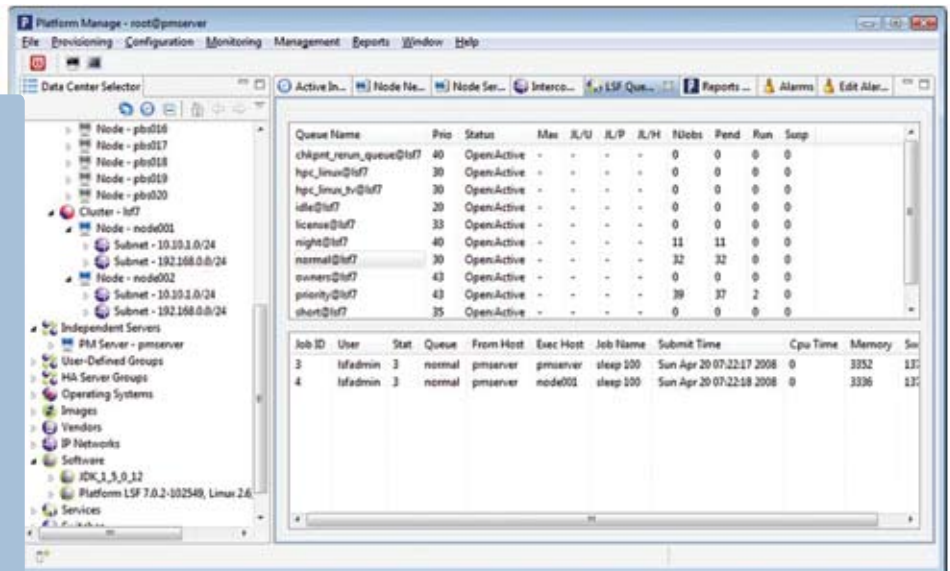 Platform Manage - root@pmserver
File Provisioning Configuration Monitoring Management Reports Window Help
Data Center Selector
Active In... Node Ne... Node Ser... Interco... LSF Que... Reports ... Alarms Edit Alar...
Node - pbs016
Node - pbs017
Node - pbs018
Node - pbs019
Node - pbs020
Cluster - lsf7
Node - node001
Subnet - 10.10.1.0/24
Subnet - 192.168.0.0/24
Node - node002
Subnet - 10.10.1.0/24
Subnet - 192.168.0.0/24
Independent Servers
PM Server - pmserver
User-Defined Groups
HA Server Groups
Operating Systems
Images
Vendors
IP Networks
Software
JDK_1_5_0_12
Platform LSF 7.0.2-102549, Linux 2.6
Services
Queue Name Prio Status Max JL/U JL/P JL/H NJobs Pend Run Susp
chkpnt_rerun_queue@lsf7 40 Open:Active - - - - 0 0 0 0
hpc_linux@lsf7 30 Open:Active - - - - 0 0 0 0
hpc_linux_tv@lsf7 30 Open:Active - - - - 0 0 0 0
idle@lsf7 20 Open:Active - - - - 0 0 0 0
license@lsf7 33 Open:Active - - - - 0 0 0 0
night@lsf7 40 Open:Active - - - - 11 11 0 0
normal@lsf7 30 Open:Active - - - - 32 32 0 0
owners@lsf7 43 Open:Active - - - - 0 0 0 0
priority@lsf7 43 Open:Active - - - - 39 37 2 0
short@lsf7 35 Open:Active - - - - 0 0 0 0
Job ID User Stat Queue From Host Exec Host Job Name Submit Time Cpu Time Memory Sw
3 lsfadmin 3 normal pmserver pmserver sleep 100 Sun Apr 20 07:22:17 2008 0 3352 137
4 lsfadmin 3 normal pmserver node001 sleep 100 Sun Apr 20 07:22:18 2008 0 3336 137